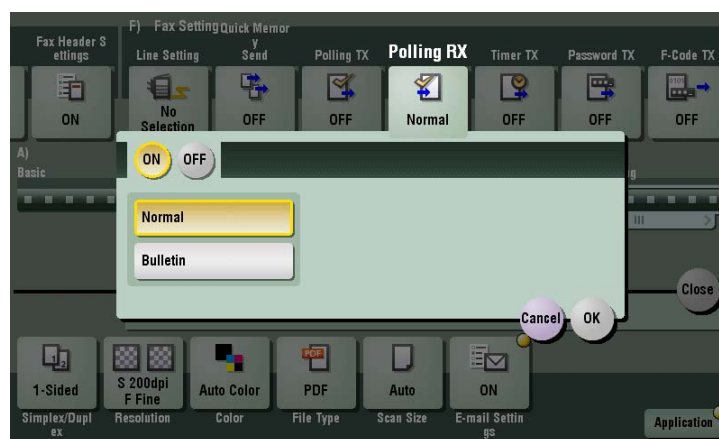 F) Fax Setting
Quick Memor
y
Send
Fax Header S
ettings
Line Setting
Polling TX
Polling RX
Timer TX
Password TX
F-Code TX
ON
No
Selection
OFF
OFF
Normal
OFF
OFF
OFF
A)
Basic
g
ON
OFF
Normal
Bulletin
Close
Cancel
OK
1-Sided
S 200dpi
F Fine
Auto Color
PDF
PDF
Auto
ON
Simplex/Dupl
ex
Resolution
Color
File Type
Scan Size
E-mail Settin
gs
Application